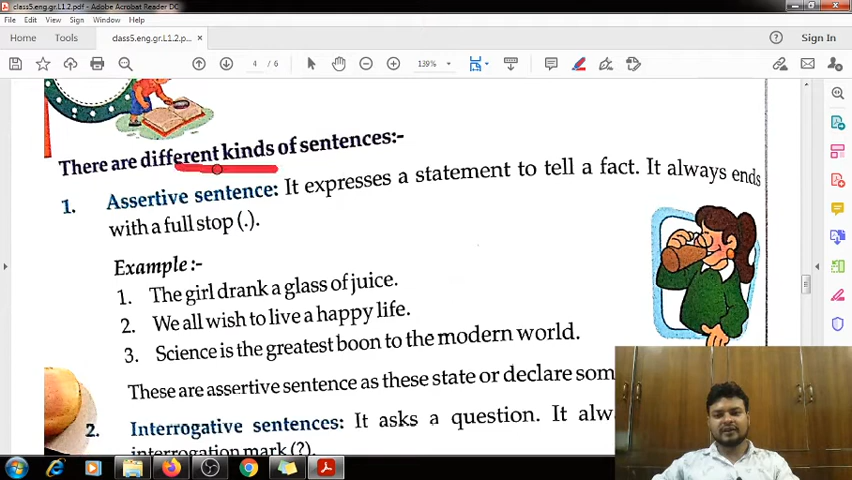 class5.eng.gr.L1.2.pdf - Adobe Acrobat Reader DC
File Edit View Sign Window Help
Home Tools class5.eng.gr.L1.2.p... × Sign In
4 / 6 139%
There are different kinds of sentences:-
1. Assertive sentence: It expresses a statement to tell a fact. It always ends
with a full stop (.).
Example :-
1. The girl drank a glass of juice.
2. We all wish to live a happy life.
3. Science is the greatest boon to the modern world.
These are assertive sentence as these state or declare som
2. Interrogative sentences: It asks a question. It alw
interrogation mark (?).